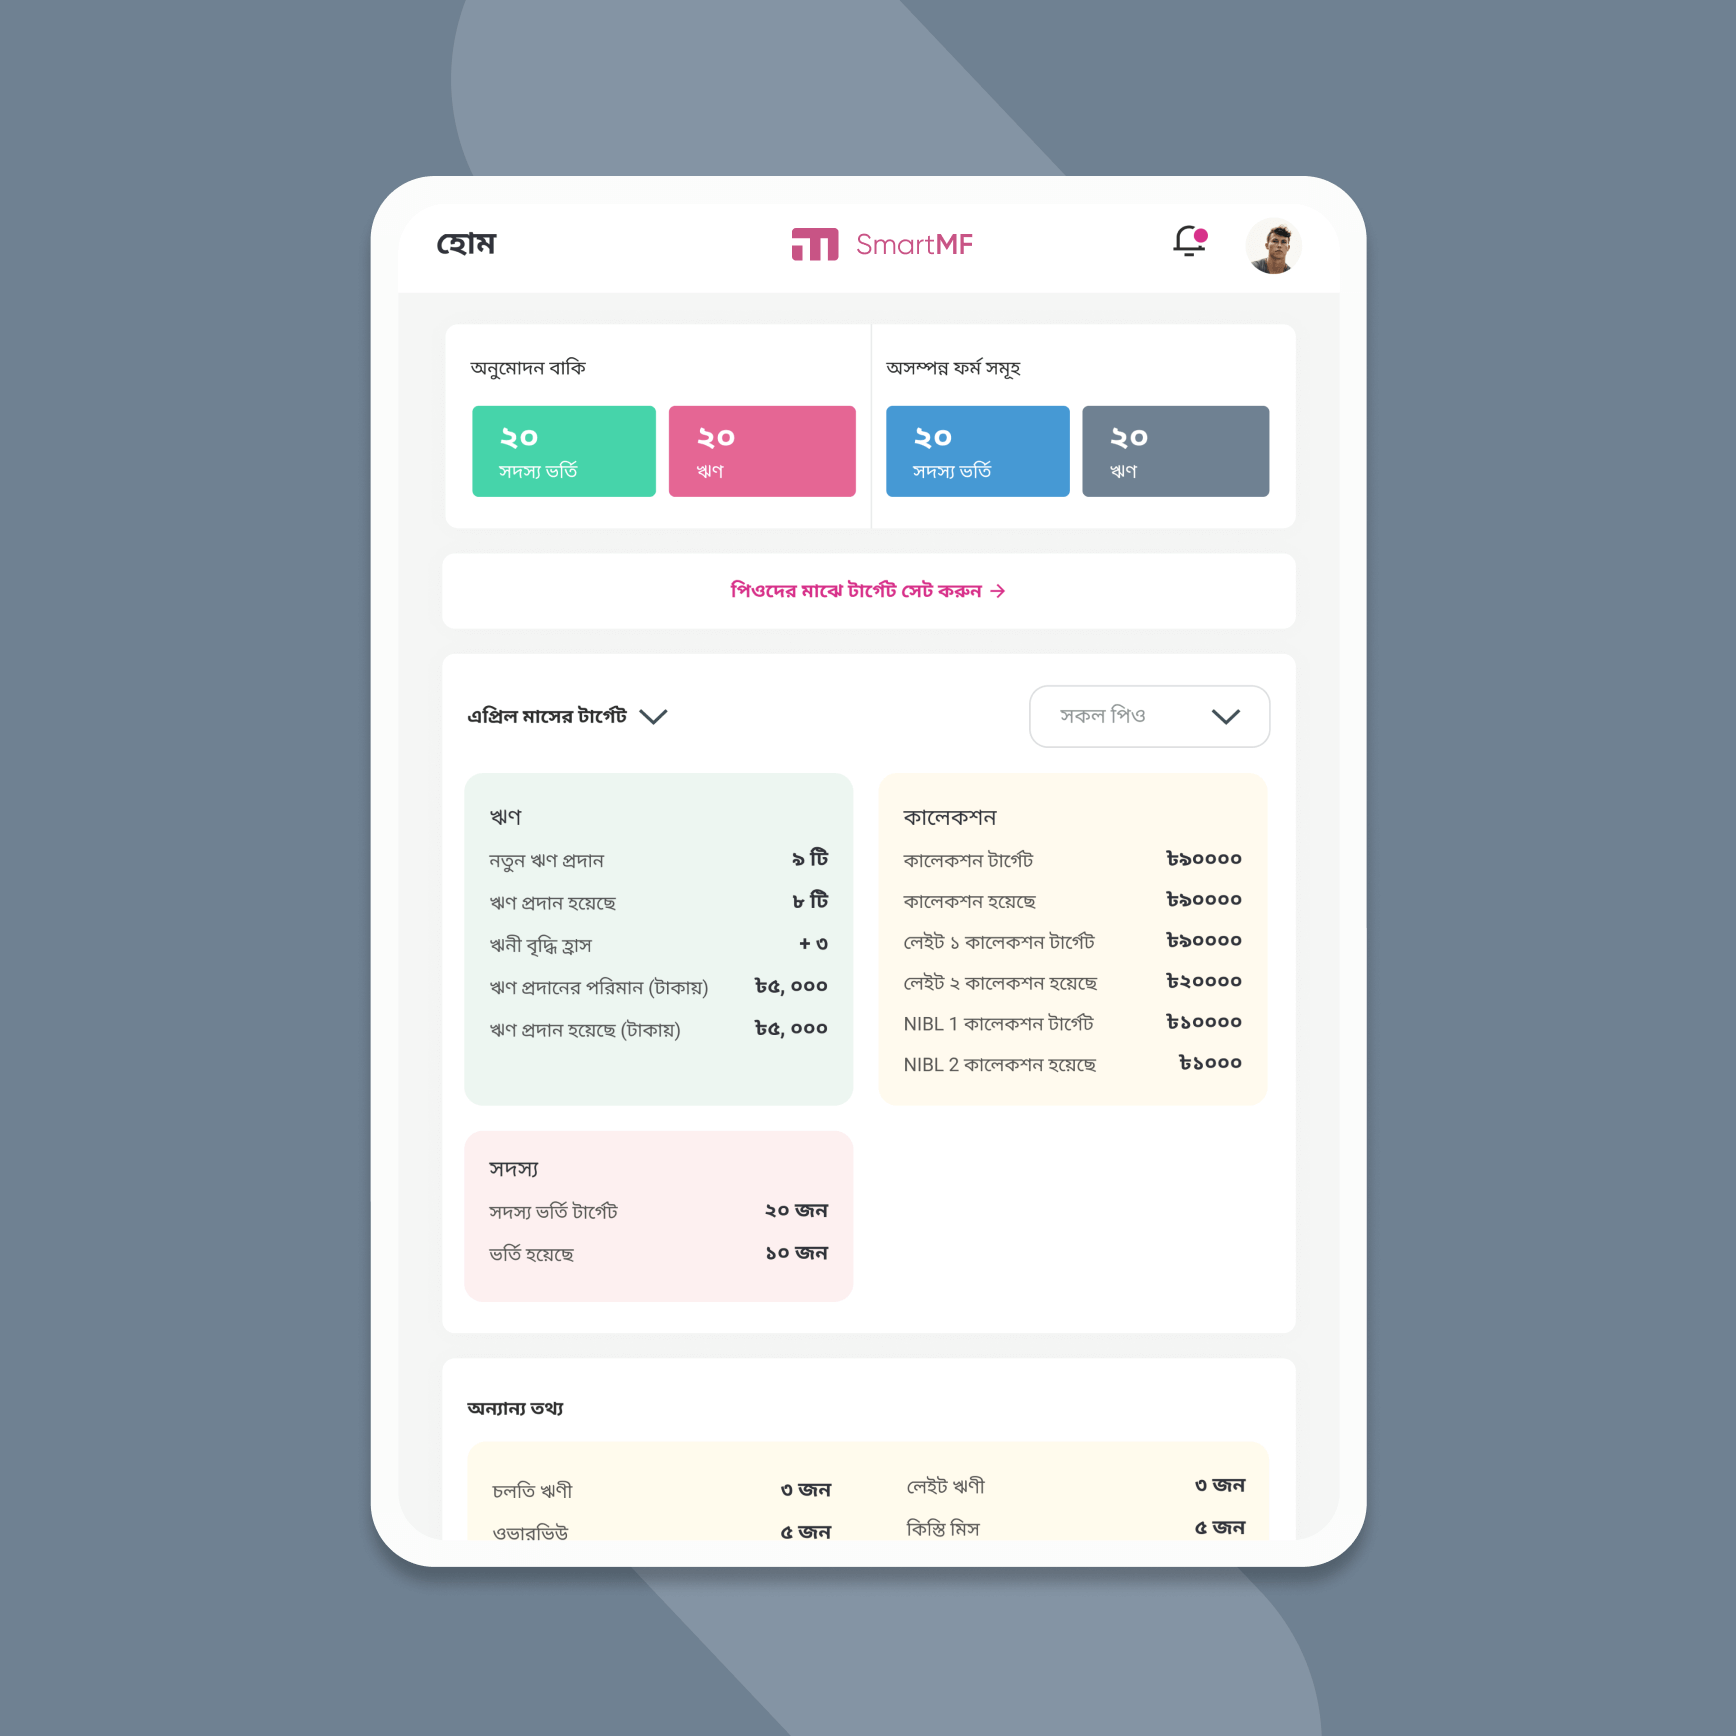 হোম
SmartMF
অনুমোদন বাকি
২০
সদস্য ভর্তি
২০
ঋণ
অসম্পন্ন ফর্ম সমূহ
২০
সদস্য ভর্তি
২০
ঋণ
পিওদের মাঝে টার্গেট সেট করুন →
এপ্রিল মাসের টার্গেট
সকল পিও
ঋণ
নতুন ঋণ প্রদান ৯ টি
ঋণ প্রদান হয়েছে ৮ টি
ঋনী বৃদ্ধি হ্রাস + ৩
ঋণ প্রদানের পরিমান (টাকায়) ৳৫, ০০০
ঋণ প্রদান হয়েছে (টাকায়) ৳৫, ০০০
কালেকশন
কালেকশন টার্গেট ৳৯০০০০
কালেকশন হয়েছে ৳৯০০০০
লেইট ১ কালেকশন টার্গেট ৳৯০০০০
লেইট ২ কালেকশন হয়েছে ৳২০০০০
NIBL 1 কালেকশন টার্গেট ৳১০০০০
NIBL 2 কালেকশন হয়েছে ৳১০০০
সদস্য
সদস্য ভর্তি টার্গেট ২০ জন
ভর্তি হয়েছে ১০ জন
অন্যান্য তথ্য
চলতি ঋণী ৩ জন
ওভারভিউ ৫ জন
লেইট ঋণী ৩ জন
কিস্তি মিস ৫ জন